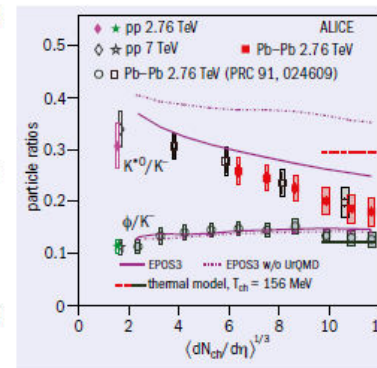 pp 2.76 TeV ALICE
pp 7 TeV Pb–Pb 2.76 TeV
Pb–Pb 2.76 TeV (PRC 91, 024609)
0.5
0.4
0.3
0.2
0.1
0
particle ratios
K*0/K-
ϕ/K-
EPOS3 EPOS3 w/o UrQMD
thermal model, Tch = 156 MeV
0 2 4 6 8 10
⟨dNch/dη⟩1/3